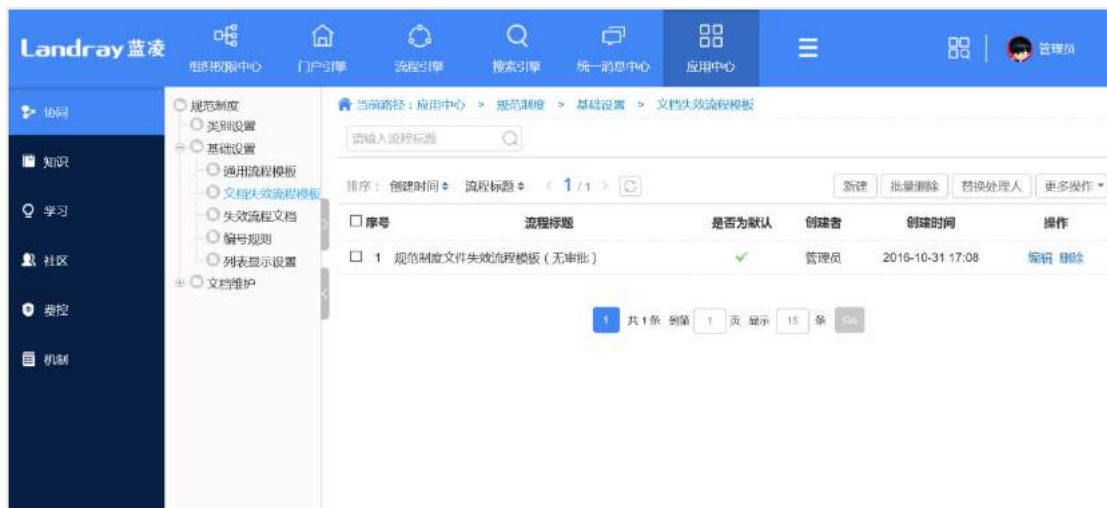 Landray蓝凌
组织权限中心 门户引擎 流程引擎 搜索引擎 统一消息中心 应用中心 管理员
协同
知识
学习
社区
费控
机制
规范制度
类别设置
基础设置
通用流程模板
文档失效流程模板
失效流程文档
编号规则
列表显示设置
文档维护
当前路径：应用中心 > 规范制度 > 基础设置 > 文档失效流程模板
请输入流程标题
排序： 创建时间 流程标题 < 1 / 1 > 新建 批量删除 替换处理人 更多操作
序号 流程标题 是否为默认 创建者 创建时间 操作
1 规范制度文件失效流程模板（无审批） 管理员 2016-10-31 17:08 编辑 删除
1 共 1 条 到第 1 页 显示 15 条 Go